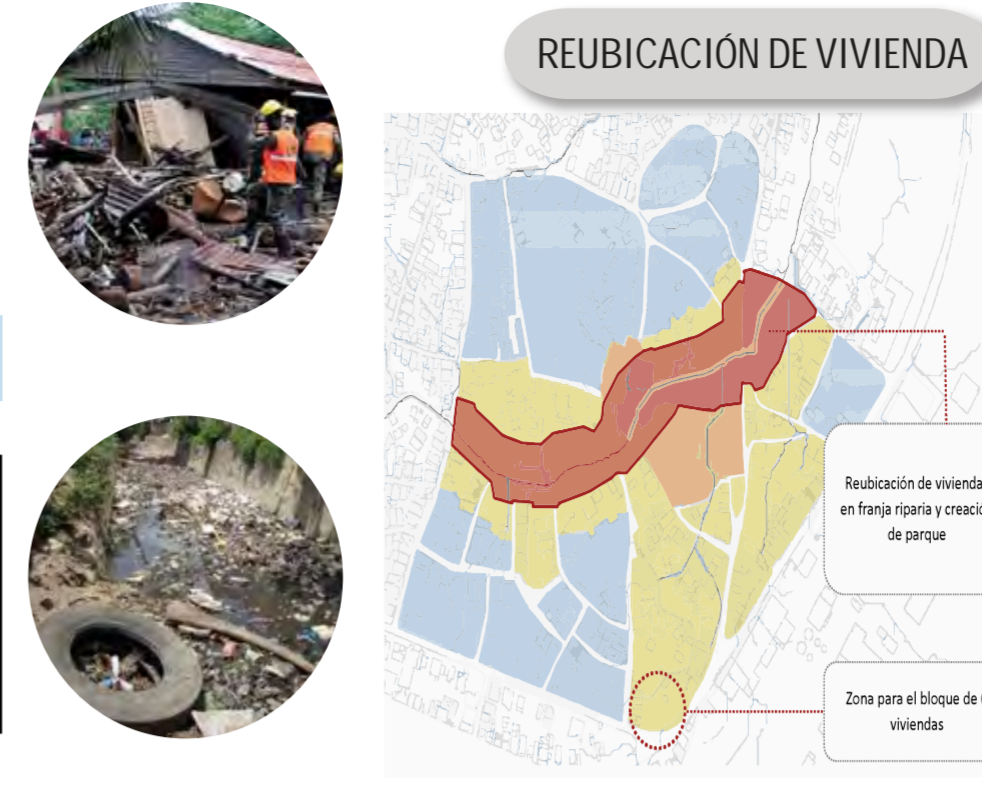 REUBICACIÓN DE VIVIENDA
Reubicación de vivienda
en franja riparia y creació
de parque
Zona para el bloque de
viviendas